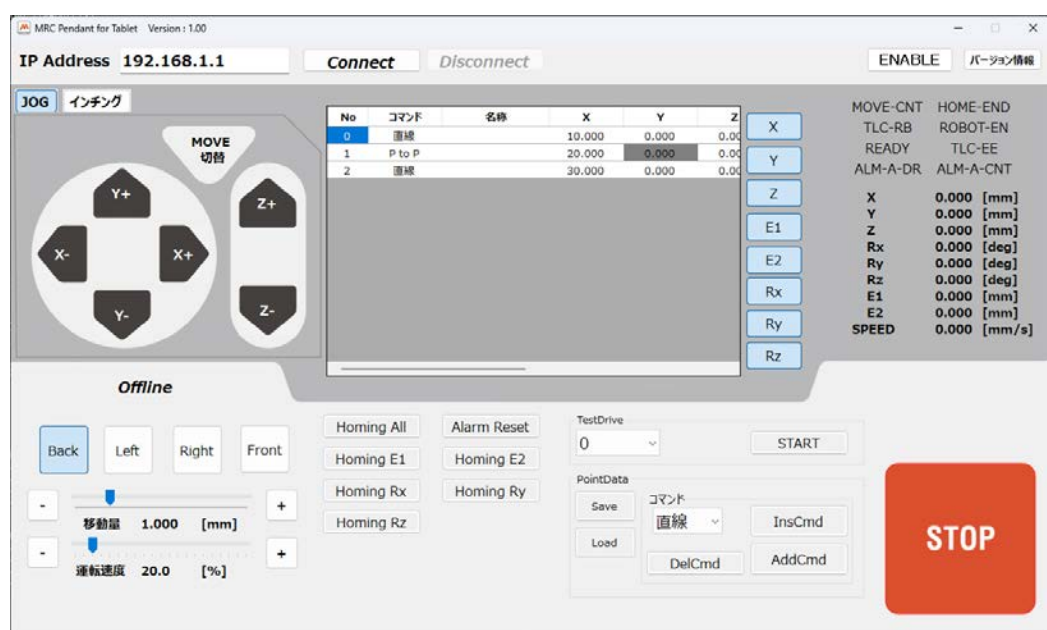 MRC Pendant for Tablet Version : 1.00
IP Address 192.168.1.1 Connect Disconnect ENABLE バージョン情報
JOG インチング
MOVE
切替
Y+
X- X+
Y-
Z+
Z-
No コマンド 名称 X Y Z
0 直線 10.000 0.000 0.00
1 P to P 20.000 0.000 0.00
2 直線 30.000 0.000 0.00
X
Y
Z
E1
E2
Rx
Ry
Rz
MOVE-CNT HOME-END
TLC-RB ROBOT-EN
READY TLC-EE
ALM-A-DR ALM-A-CNT
X 0.000 [mm]
Y 0.000 [mm]
Z 0.000 [mm]
Rx 0.000 [deg]
Ry 0.000 [deg]
Rz 0.000 [deg]
E1 0.000 [mm]
E2 0.000 [mm]
SPEED 0.000 [mm/s]
Offline
Back Left Right Front
- +
移動量 1.000 [mm]
- +
運転速度 20.0 [%]
Homing All Alarm Reset
Homing E1 Homing E2
Homing Rx Homing Ry
Homing Rz
TestDrive
0 START
PointData
Save
Load
コマンド
直線 InsCmd
DelCmd AddCmd
STOP